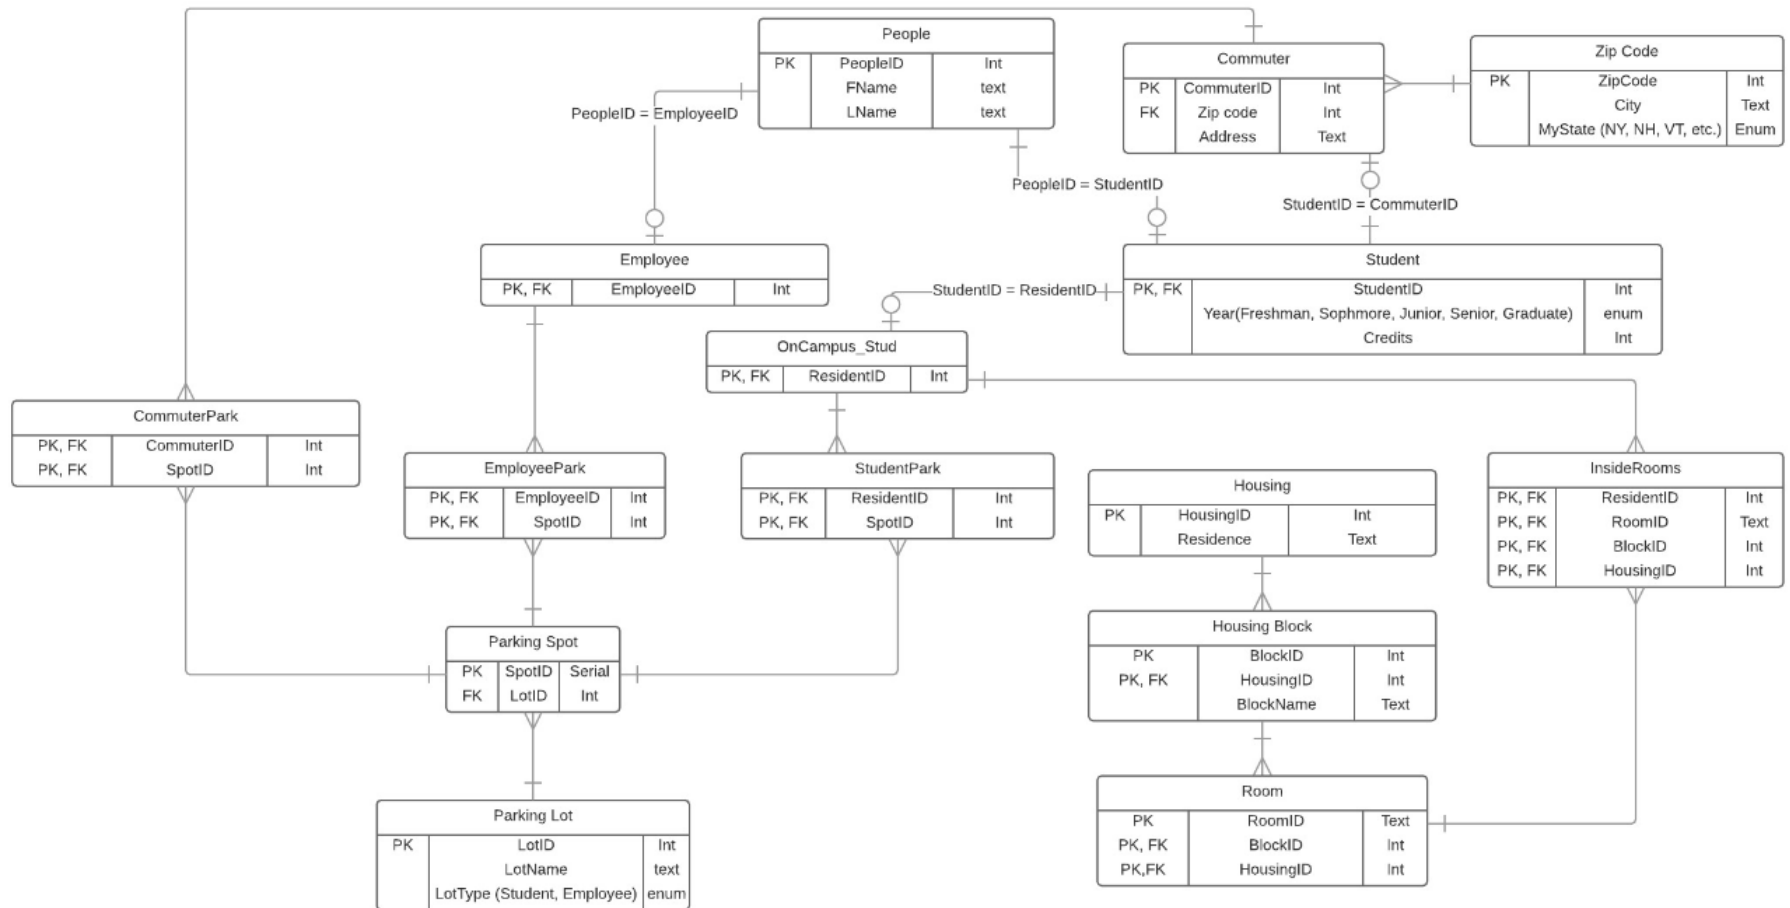 People
PK PeopleID Int
FName text
LName text
Commuter
PK CommuterID Int
FK Zip code Int
Address Text
Zip Code
PK ZipCode Int
City Text
MyState (NY, NH, VT, etc.) Enum
PeopleID = EmployeeID
PeopleID = StudentID
StudentID = CommuterID
Employee
PK, FK EmployeeID Int
Student
PK, FK StudentID Int
Year(Freshman, Sophmore, Junior, Senior, Graduate) enum
Credits Int
StudentID = ResidentID
OnCampus_Stud
PK, FK ResidentID Int
CommuterPark
PK, FK CommuterID Int
PK, FK SpotID Int
EmployeePark
PK, FK EmployeeID Int
PK, FK SpotID Int
StudentPark
PK, FK ResidentID Int
PK, FK SpotID Int
Housing
PK HousingID Int
Residence Text
InsideRooms
PK, FK ResidentID Int
PK, FK RoomID Text
PK, FK BlockID Int
PK, FK HousingID Int
Parking Spot
PK SpotID Serial
FK LotID Int
Housing Block
PK BlockID Int
PK, FK HousingID Int
BlockName Text
Parking Lot
PK LotID Int
LotName text
LotType (Student, Employee) enum
Room
PK RoomID Text
PK, FK BlockID Int
PK,FK HousingID Int